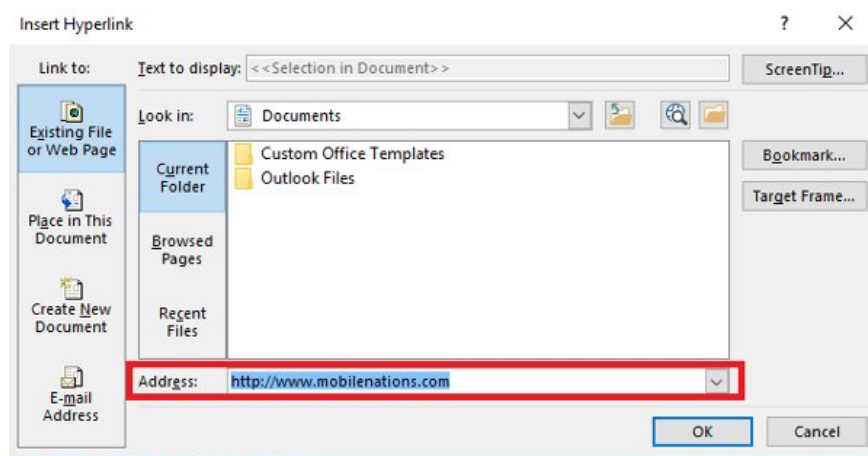 Insert Hyperlink ? X
Link to:
Text to display: <<Selection in Document>>
ScreenTip...
Existing File
or Web Page
Look in: Documents
Current
Folder
Custom Office Templates
Outlook Files
Bookmark...
Target Frame...
Place in This
Document
Browsed
Pages
Create New
Document
Recent
Files
E-mail
Address
Address: http://www.mobilenations.com
OK
Cancel